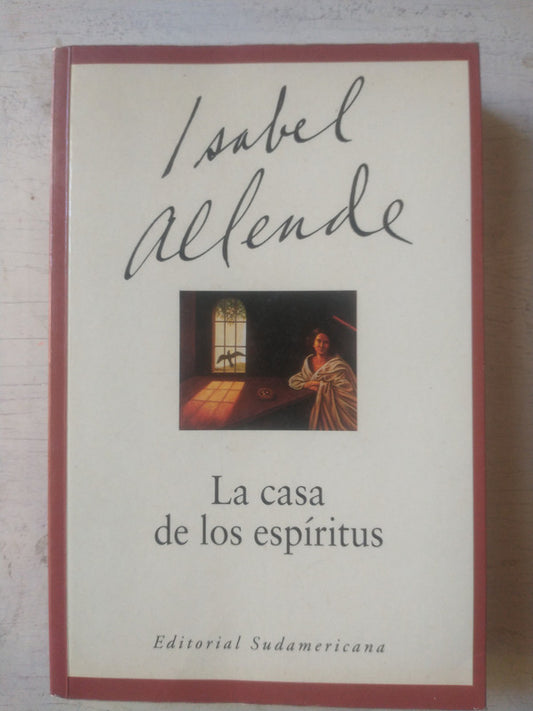 Isabel
Allende
La casa
de los espíritus
Editorial Sudamericana